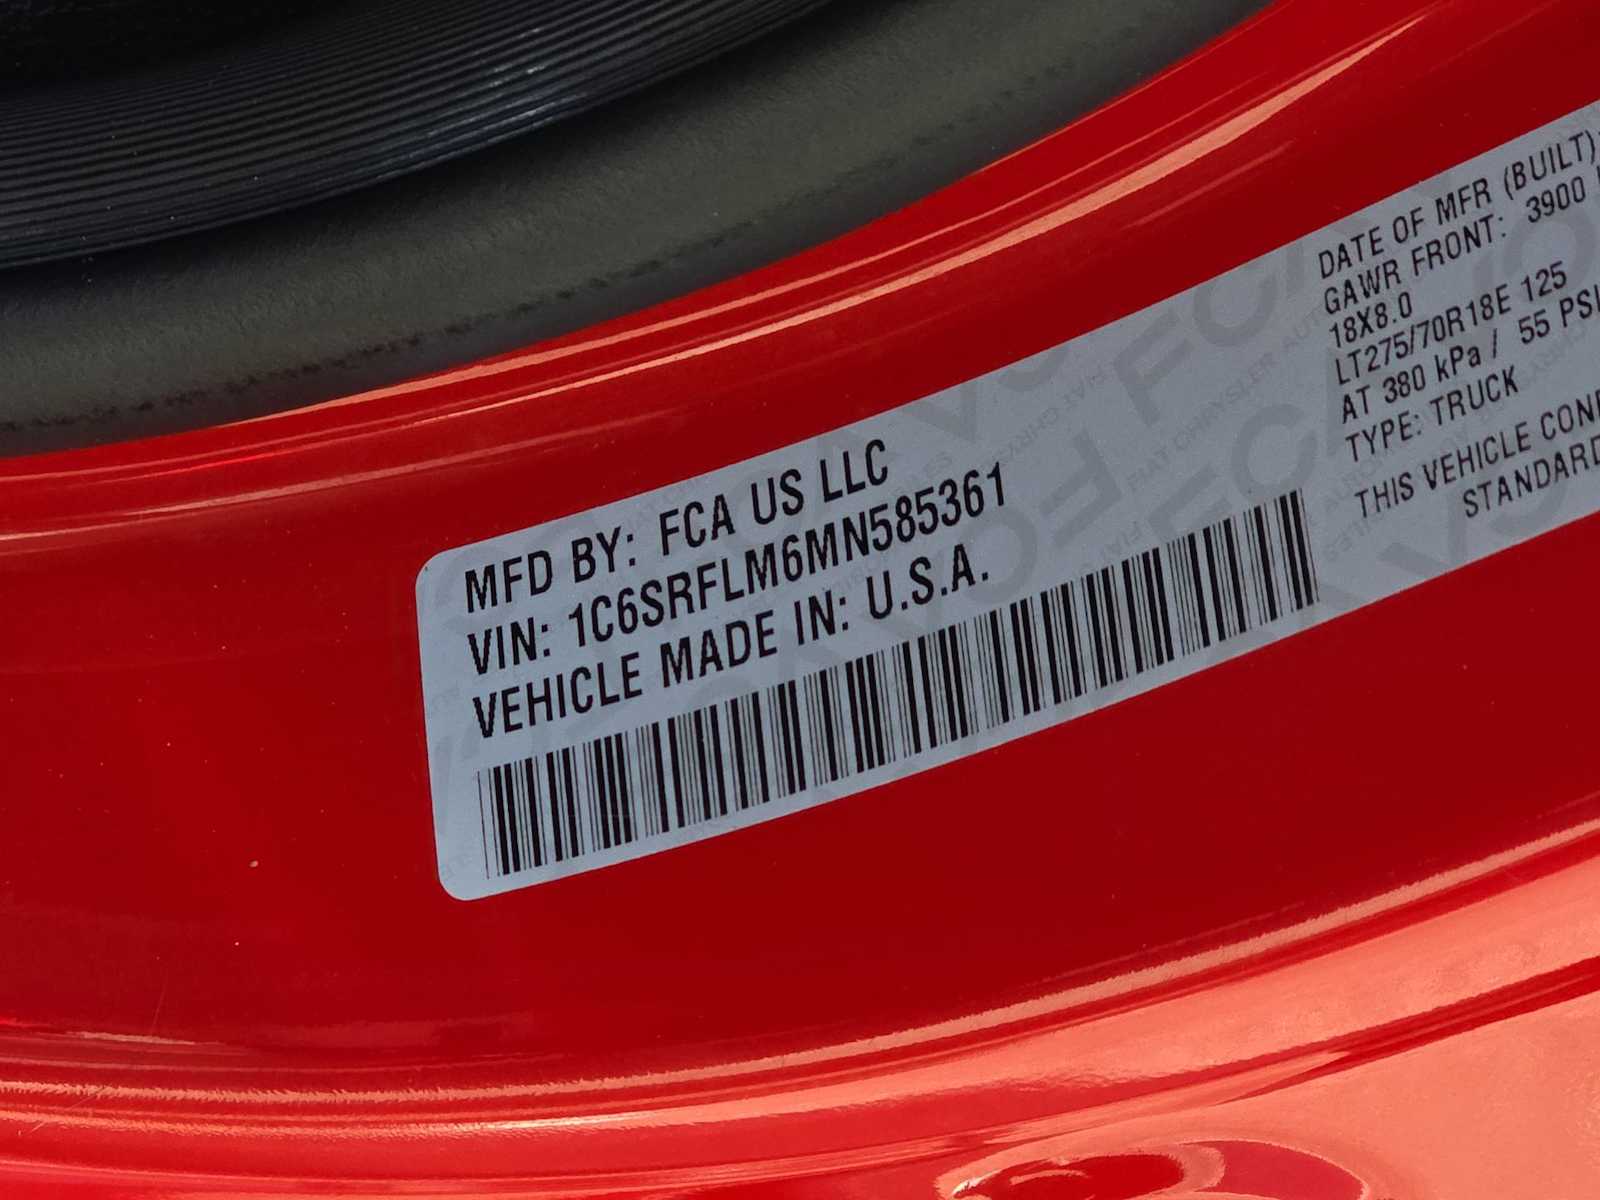 MFD BY: FCA US LLC
VIN: 1C6SRFLM6MN585361
VEHICLE MADE IN: U.S.A.
DATE OF MFR (BUILT)
GAWR FRONT: 3900
18X8.0
LT275/70R18E 125
AT 380 kPa / 55 PSI
TYPE: TRUCK
THIS VEHICLE
STANDARD